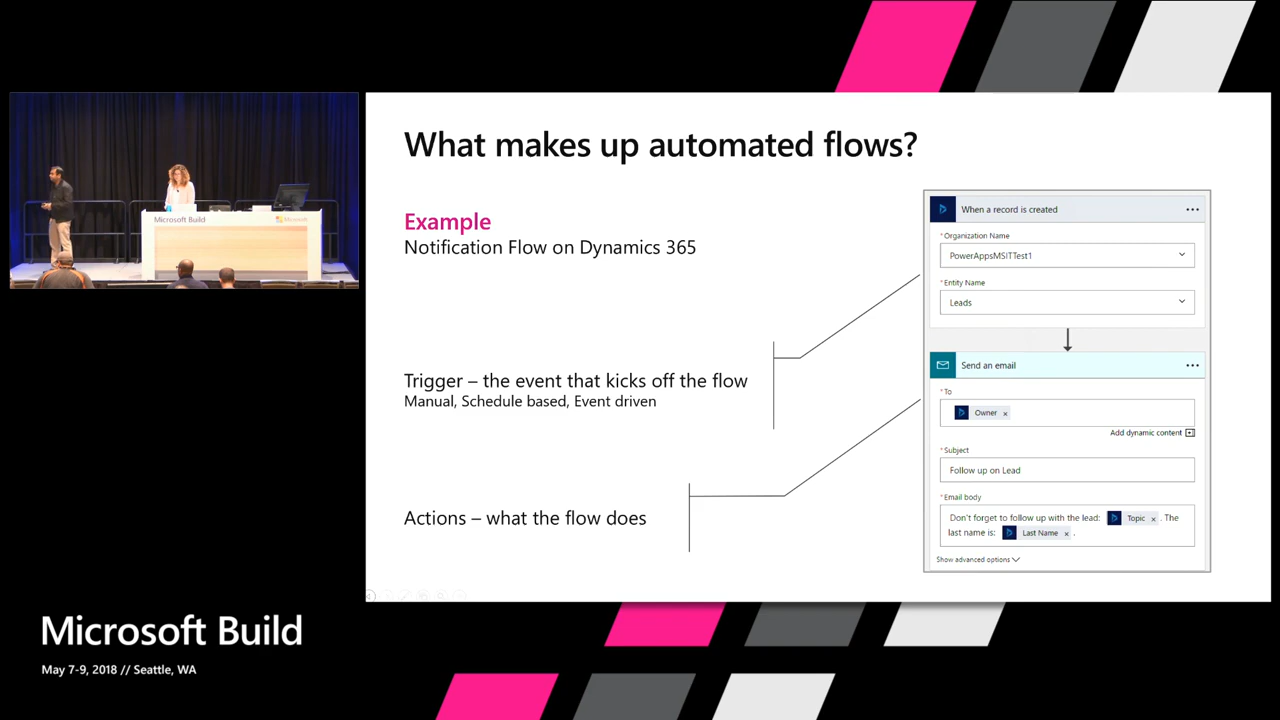 What makes up automated flows?
Example
Notification Flow on Dynamics 365
Trigger – the event that kicks off the flow
Manual, Schedule based, Event driven
Actions – what the flow does
When a record is created
* Organization Name
PowerAppsMSITTest1
* Entity Name
Leads
Send an email
* To
Owner ×
Add dynamic content
* Subject
Follow up on Lead
* Email body
Don't forget to follow up with the lead: Topic × . The
last name is: Last Name × .
Show advanced options
Microsoft Build
Microsoft
Microsoft Build
May 7-9, 2018 // Seattle, WA